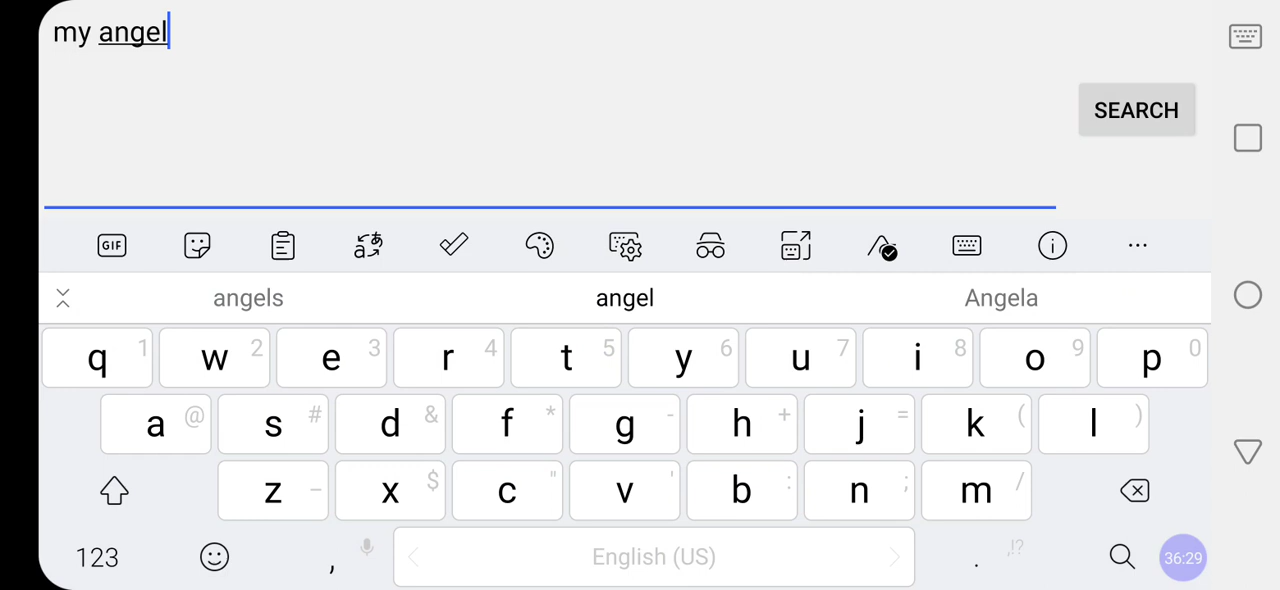 my angel
SEARCH
GIF
angels angel Angela
q 1 w 2 e 3 r 4 t 5 y 6 u 7 i 8 o 9 p 0
a @ s # d & f * g - h + j = k ( l )
z _ x $ c " v ' b : n ; m /
123 , English (US) . ,!? 36:29